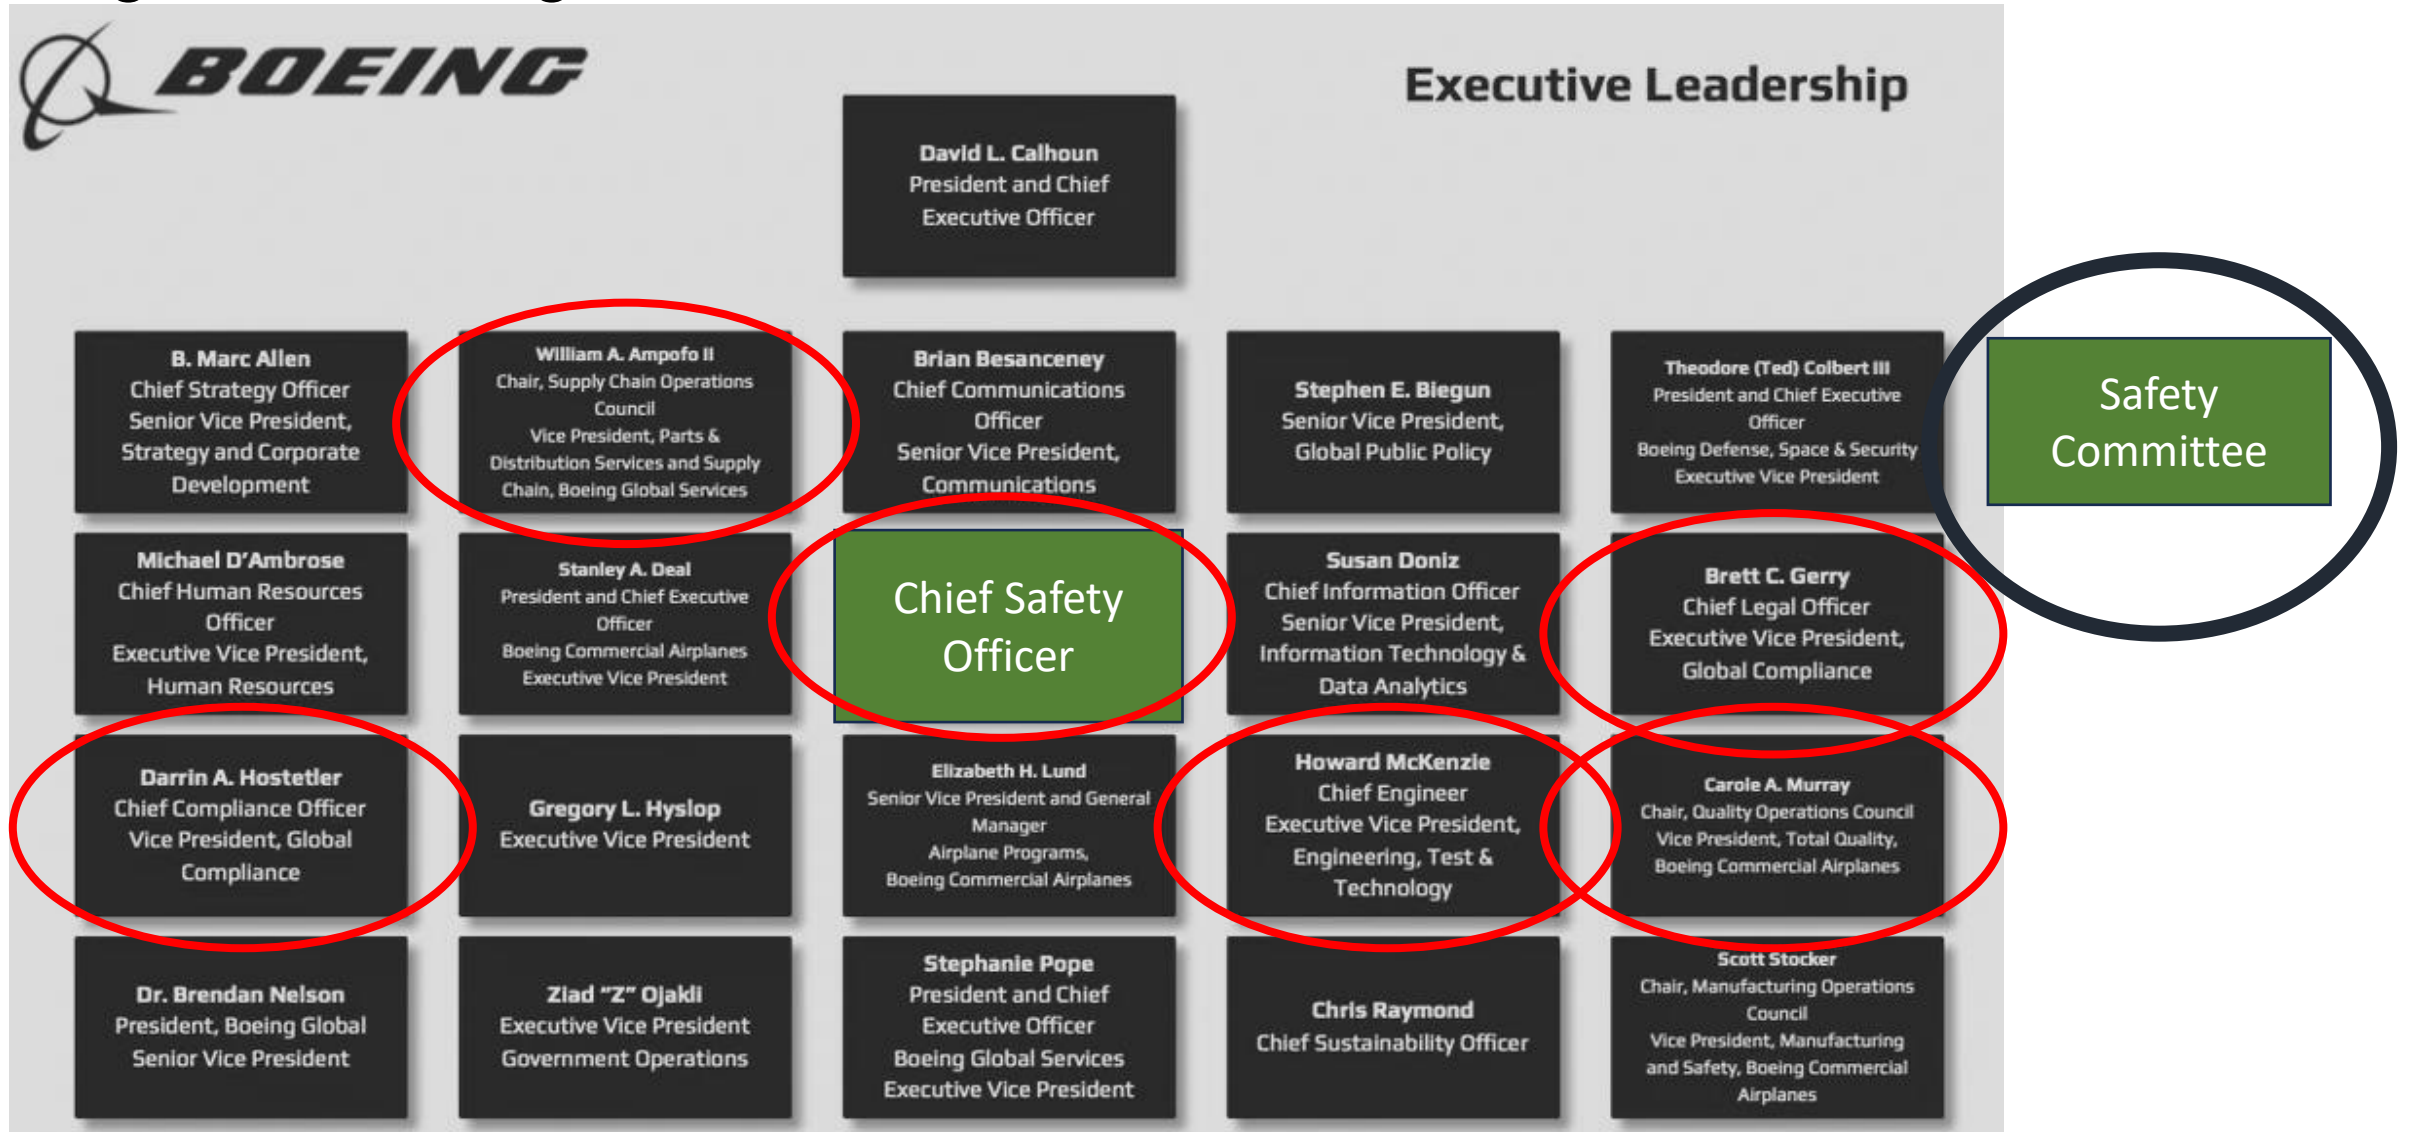 BOEING
Executive Leadership
David L. Calhoun
President and Chief
Executive Officer
B. Marc Allen
Chief Strategy Officer
Senior Vice President,
Strategy and Corporate
Development
William A. Ampofo II
Chair, Supply Chain Operations
Council
Vice President, Parts &
Distribution Services and Supply
Chain, Boeing Global Services
Brian Besanceney
Chief Communications
Officer
Senior Vice President,
Communications
Stephen E. Biegun
Senior Vice President,
Global Public Policy
Theodore (Ted) Colbert III
President and Chief Executive
Officer
Boeing Defense, Space & Security
Executive Vice President
Safety
Committee
Michael D’Ambrose
Chief Human Resources
Officer
Executive Vice President,
Human Resources
Stanley A. Deal
President and Chief Executive
Officer
Boeing Commercial Airplanes
Executive Vice President
Chief Safety
Officer
Susan Doniz
Chief Information Officer
Senior Vice President,
Information Technology &
Data Analytics
Brett C. Gerry
Chief Legal Officer
Executive Vice President,
Global Compliance
Darrin A. Hostetler
Chief Compliance Officer
Vice President, Global
Compliance
Gregory L. Hyslop
Executive Vice President
Elizabeth H. Lund
Senior Vice President and General
Manager
Airplane Programs,
Boeing Commercial Airplanes
Howard McKenzie
Chief Engineer
Executive Vice President,
Engineering, Test &
Technology
Carole A. Murray
Chair, Quality Operations Council
Vice President, Total Quality,
Boeing Commercial Airplanes
Dr. Brendan Nelson
President, Boeing Global
Senior Vice President
Ziad “Z” Ojakli
Executive Vice President
Government Operations
Stephanie Pope
President and Chief
Executive Officer
Boeing Global Services
Executive Vice President
Chris Raymond
Chief Sustainability Officer
Scott Stocker
Chair, Manufacturing Operations
Council
Vice President, Manufacturing
and Safety, Boeing Commercial
Airplanes